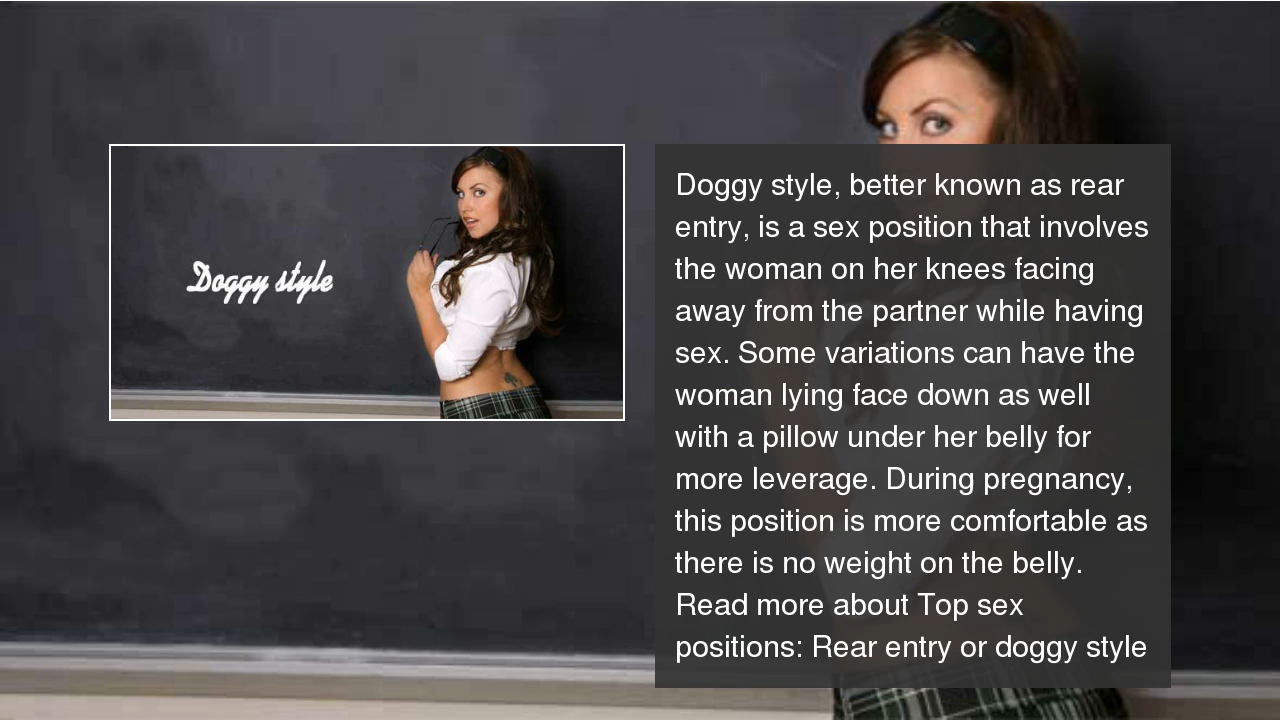 Doggy style
Doggy style, better known as rear
entry, is a sex position that involves
the woman on her knees facing
away from the partner while having
sex. Some variations can have the
woman lying face down as well
with a pillow under her belly for
more leverage. During pregnancy,
this position is more comfortable as
there is no weight on the belly.
Read more about Top sex
positions: Rear entry or doggy style